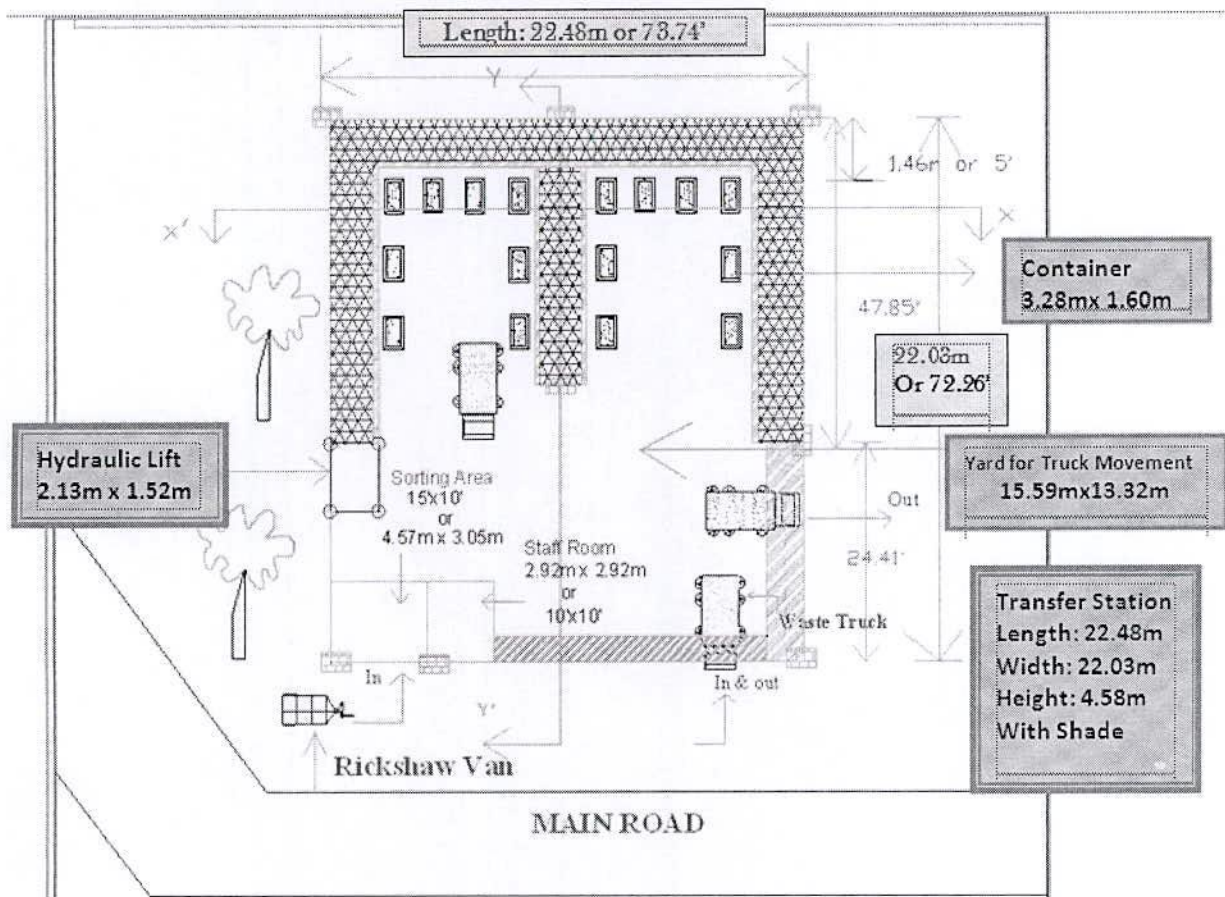 Length: 22.48m or 73.74'
Y
1.46m or 5'
X'
X
Container
3.28mx 1.60m
47.85'
22.03m
Or 72.26'
Hydraulic Lift
2.13m x 1.52m
Yard for Truck Movement
15.59mx13.32m
Sorting Area
15x10'
or
4.57m x 3.05m
Out
Staff Room
2.92m x 2.92m
or
10x10'
24.41'
Waste Truck
Transfer Station
Length: 22.48m
Width: 22.03m
Height: 4.58m
With Shade
In
In & out
Y'
Rickshaw Van
MAIN ROAD